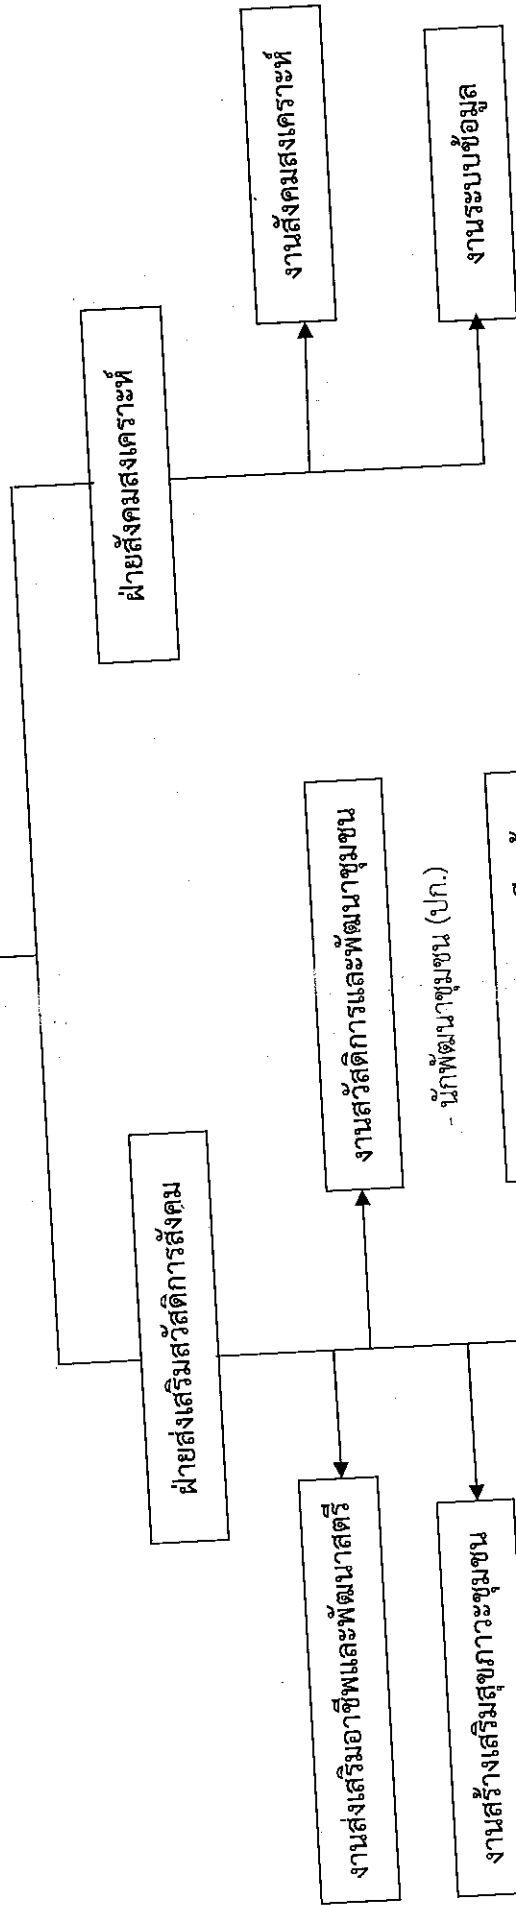 ฝ่ายส่งเสริมสวัสดิการสังคม
ฝ่ายสังคมสงเคราะห์
งานส่งเสริมอาชีพและพัฒนาสตรี
งานสวัสดิการและพัฒนาชุมชน
- นักพัฒนาชุมชน (ปก.)
งานสังคมสงเคราะห์
งานสร้างเสริมสุขภาวะชุมชน
งานระบบข้อมูล